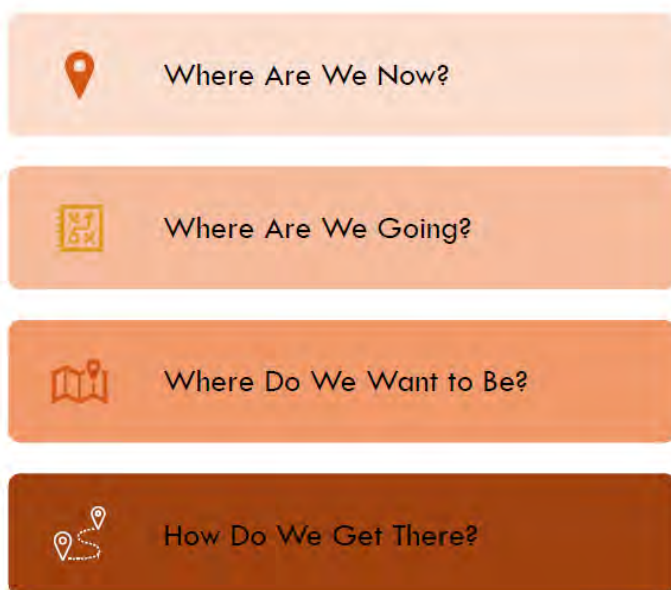 Where Are We Now?
Where Are We Going?
Where Do We Want to Be?
How Do We Get There?